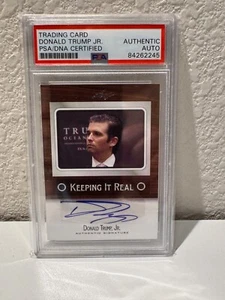 TRADING CARD
DONALD TRUMP JR.
PSA/DNA CERTIFIED
AUTHENTIC
AUTO
84262245
PSA
TRU
OCEAN
KEEPING IT REAL
DONALD TRUMP, JR.
AUTHENTIC SIGNATURE